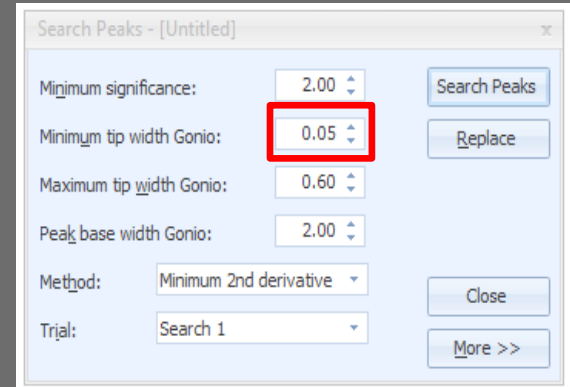 Search Peaks - [Untitled] x
Minimum significance: 2.00 Search Peaks
Minimum tip width Gonio: 0.05 Replace
Maximum tip width Gonio: 0.60
Peak base width Gonio: 2.00
Method: Minimum 2nd derivative
Close
Trial: Search 1
More >>